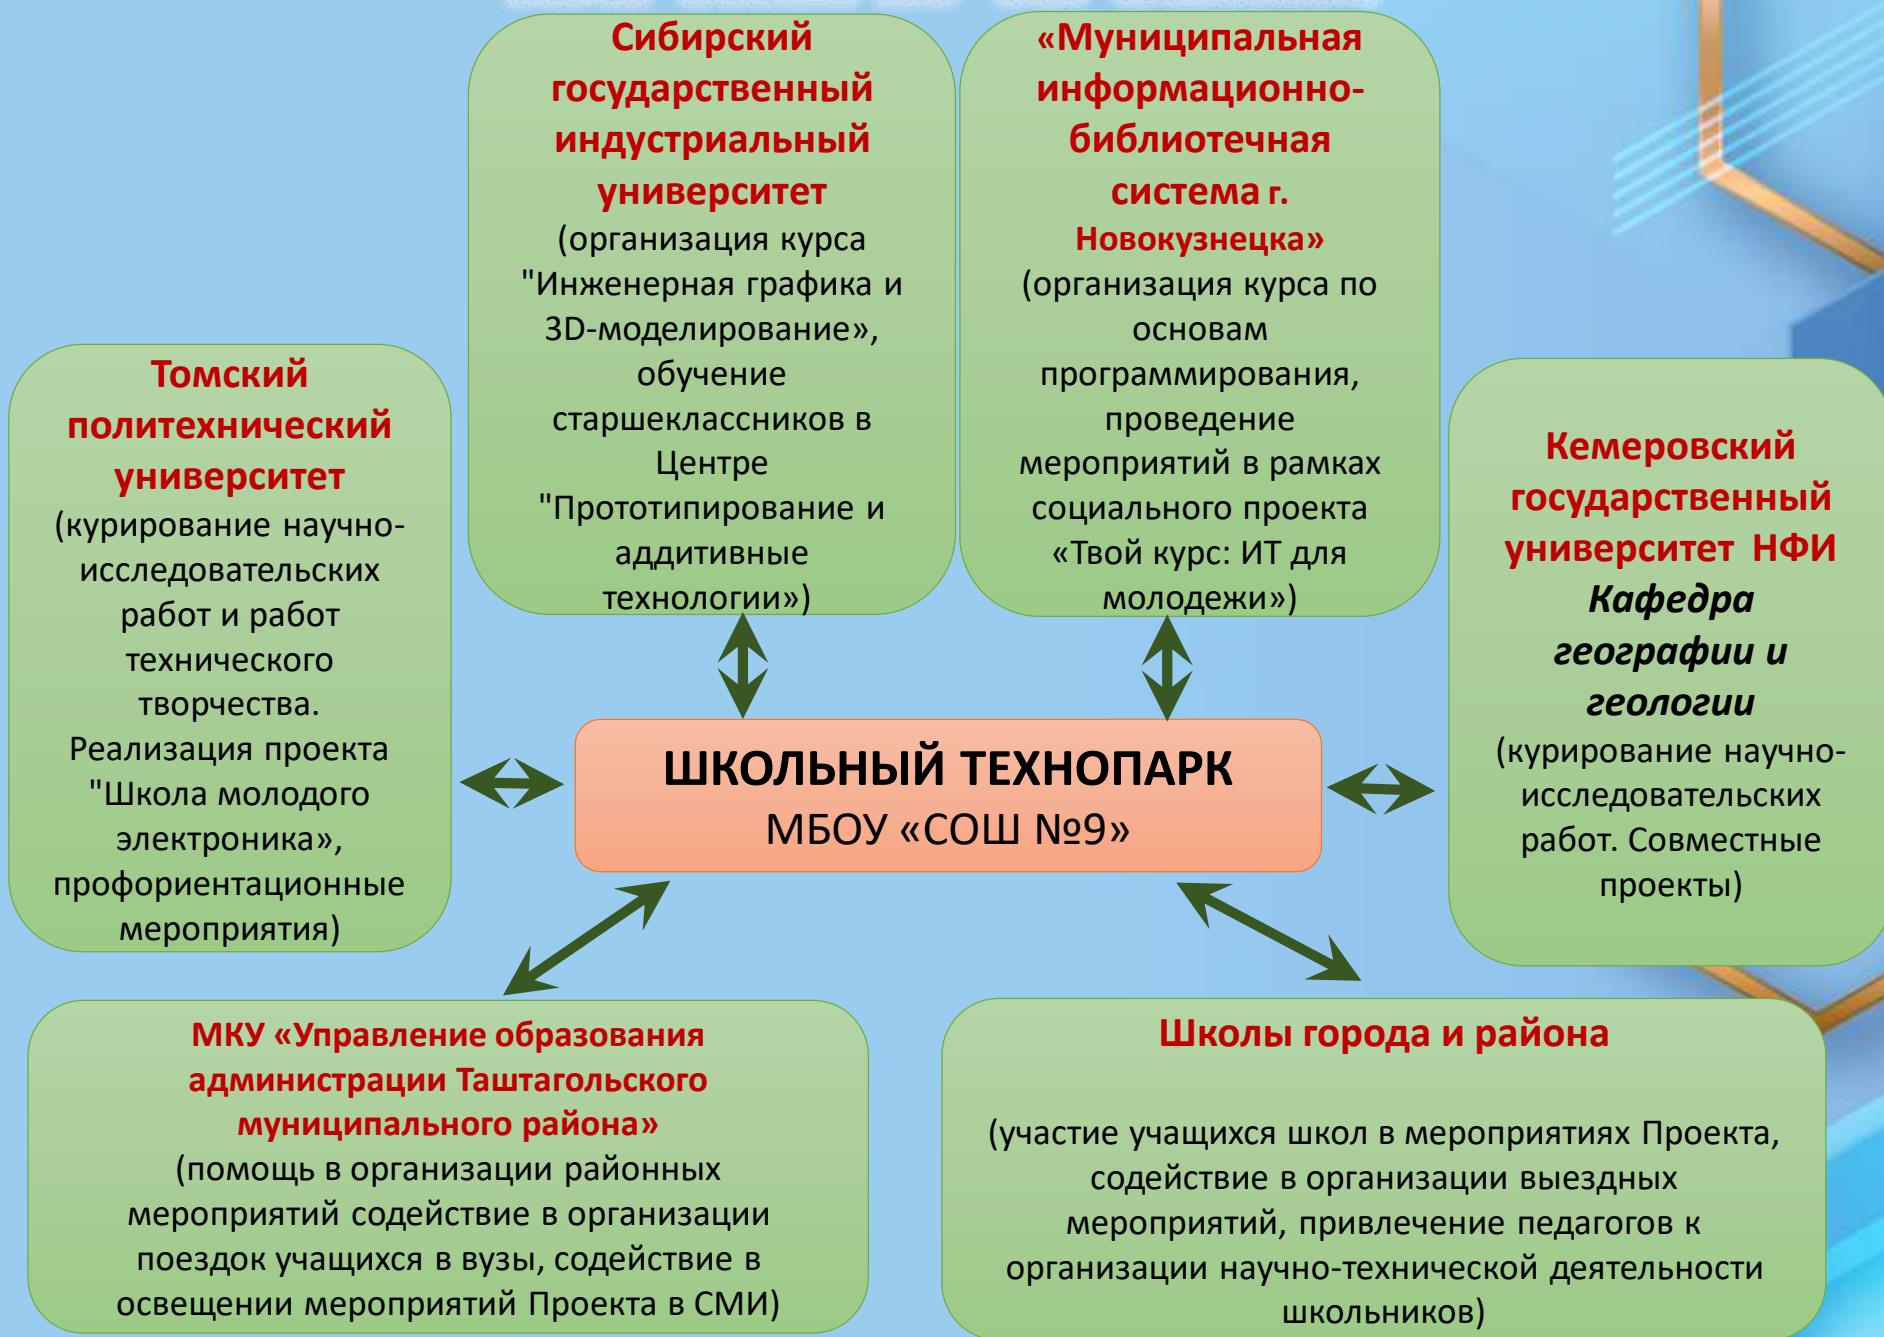 Сибирский
государственный
индустриальный
университет
(организация курса
"Инженерная графика и
3D-моделирование»,
обучение
старшеклассников в
Центре
"Прототипирование и
аддитивные
технологии»)
«Муниципальная
информационно-
библиотечная
система г.
Новокузнецка»
(организация курса по
основам
программирования,
проведение
мероприятий в рамках
социального проекта
«Твой курс: ИТ для
молодежи»)
Томский
политехнический
университет
(курирование научно-
исследовательских
работ и работ
технического
творчества.
Реализация проекта
"Школа молодого
электроника»,
профориентационные
мероприятия)
Кемеровский
государственный
университет НФИ
Кафедра
географии и
геологии
(курирование научно-
исследовательских
работ. Совместные
проекты)
ШКОЛЬНЫЙ ТЕХНОПАРК
МБОУ «СОШ №9»
МКУ «Управление образования
администрации Таштагольского
муниципального района»
(помощь в организации районных
мероприятий содействие в организации
поездок учащихся в вузы, содействие в
освещении мероприятий Проекта в СМИ)
Школы города и района
(участие учащихся школ в мероприятиях Проекта,
содействие в организации выездных
мероприятий, привлечение педагогов к
организации научно-технической деятельности
школьников)